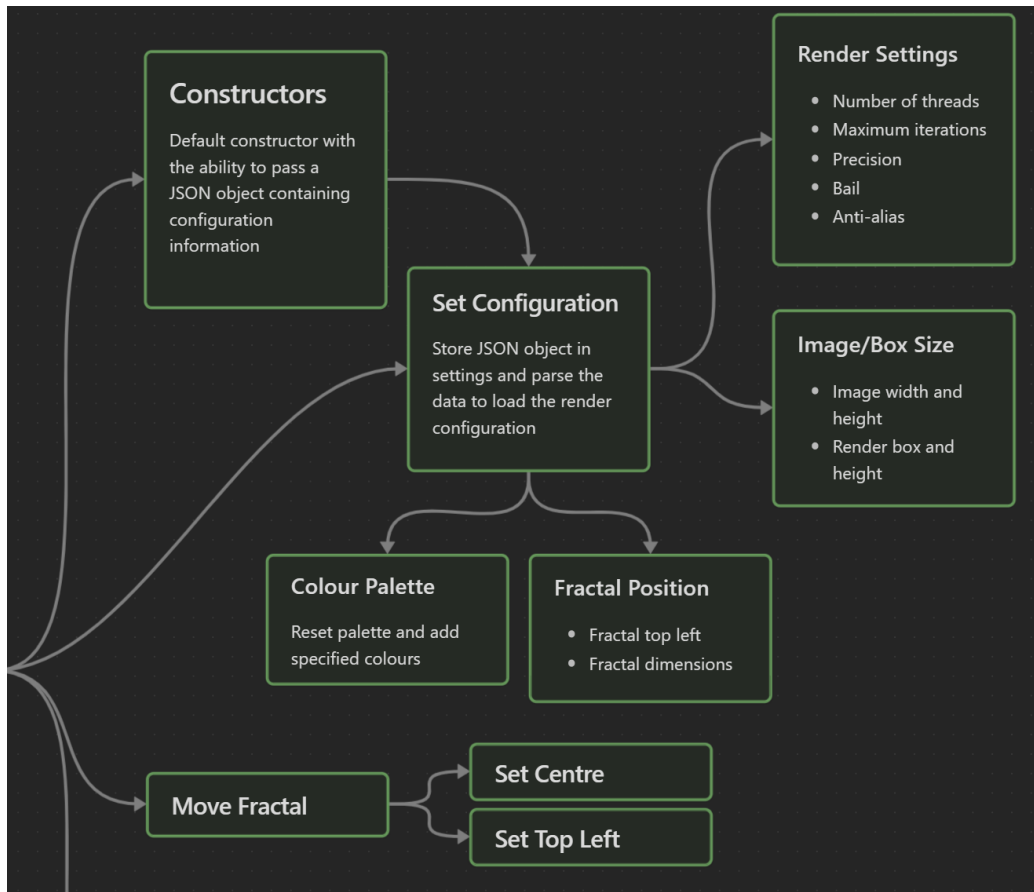 Constructors
Default constructor with
the ability to pass a
JSON object containing
configuration
information
Set Configuration
Store JSON object in
settings and parse the
data to load the render
configuration
Render Settings
• Number of threads
• Maximum iterations
• Precision
• Bail
• Anti-alias
Image/Box Size
• Image width and
height
• Render box and
height
Colour Palette
Reset palette and add
specified colours
Fractal Position
• Fractal top left
• Fractal dimensions
Move Fractal
Set Centre
Set Top Left